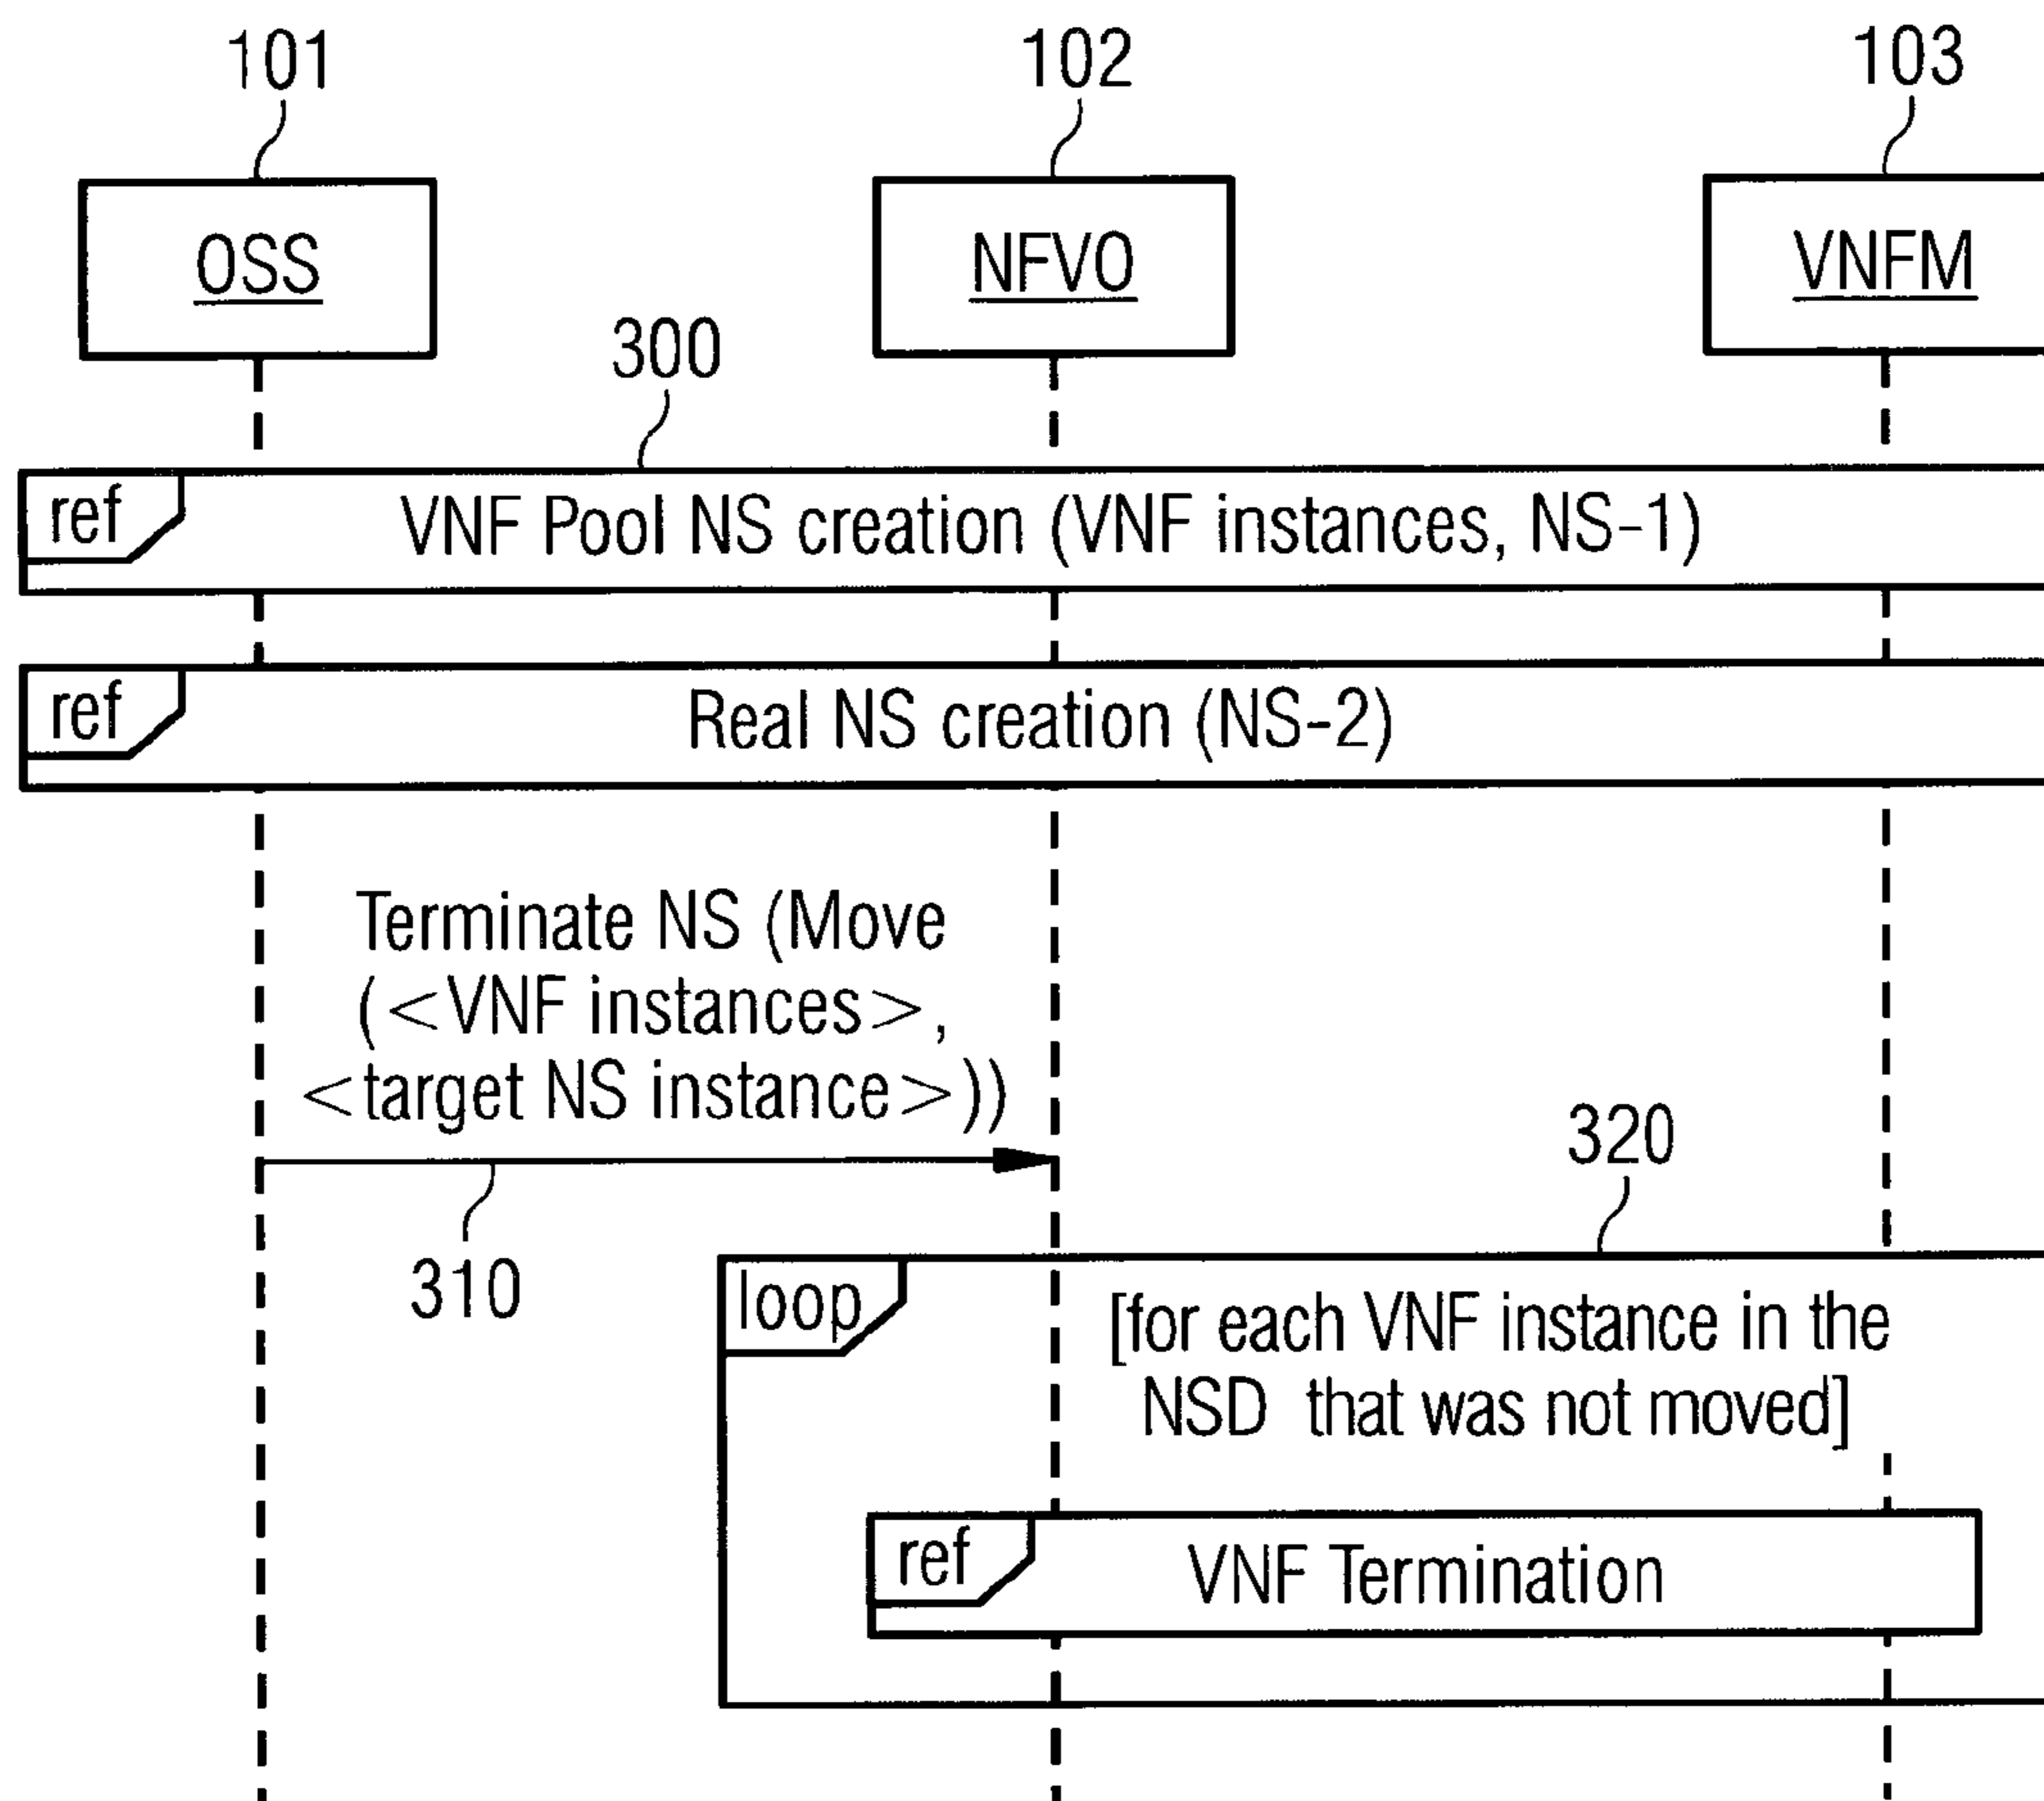 101
102
103
OSS
NFVO
VNFM
300
ref
VNF Pool NS creation (VNF instances, NS-1)
ref
Real NS creation (NS-2)
Terminate NS (Move
(<VNF instances>,
<target NS instance>))
310
320
loop
[for each VNF instance in the
NSD that was not moved]
ref
VNF Termination